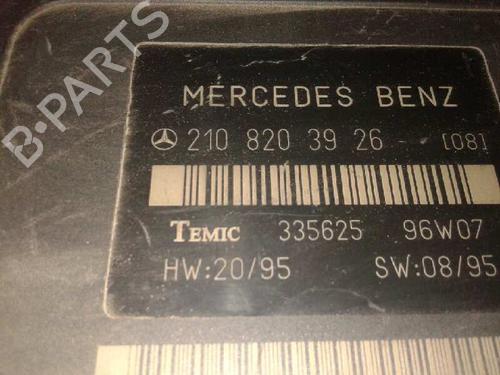 B-PARTS
MERCEDES BENZ
210 820 39 26 - [08]
TEMIC 335625 96W07
HW:20/95 SW:08/95